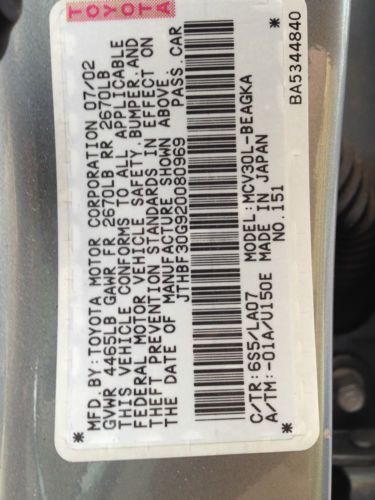 TOYOTA
TOYOTA
MFD.BY:TOYOTA MOTOR CORPORATION 07/02
GVWR 4465LB GAWR FR 2670LB RR 2670LB
THIS VEHICLE CONFORMS TO ALL APPLICABLE
FEDERAL MOTOR VEHICLE SAFETY,BUMPER,AND
THEFT PREVENTION STANDARDS IN EFFECT ON
THE DATE OF MANUFACTURE SHOWN ABOVE.
JTHBF30G920080969 PASS.CAR
C/TR:6S5/LA07 MODEL:MCV30L-BEAGKA
A/TM:-01A/U150E MADE IN JAPAN
* NO.151 *
BA5344840